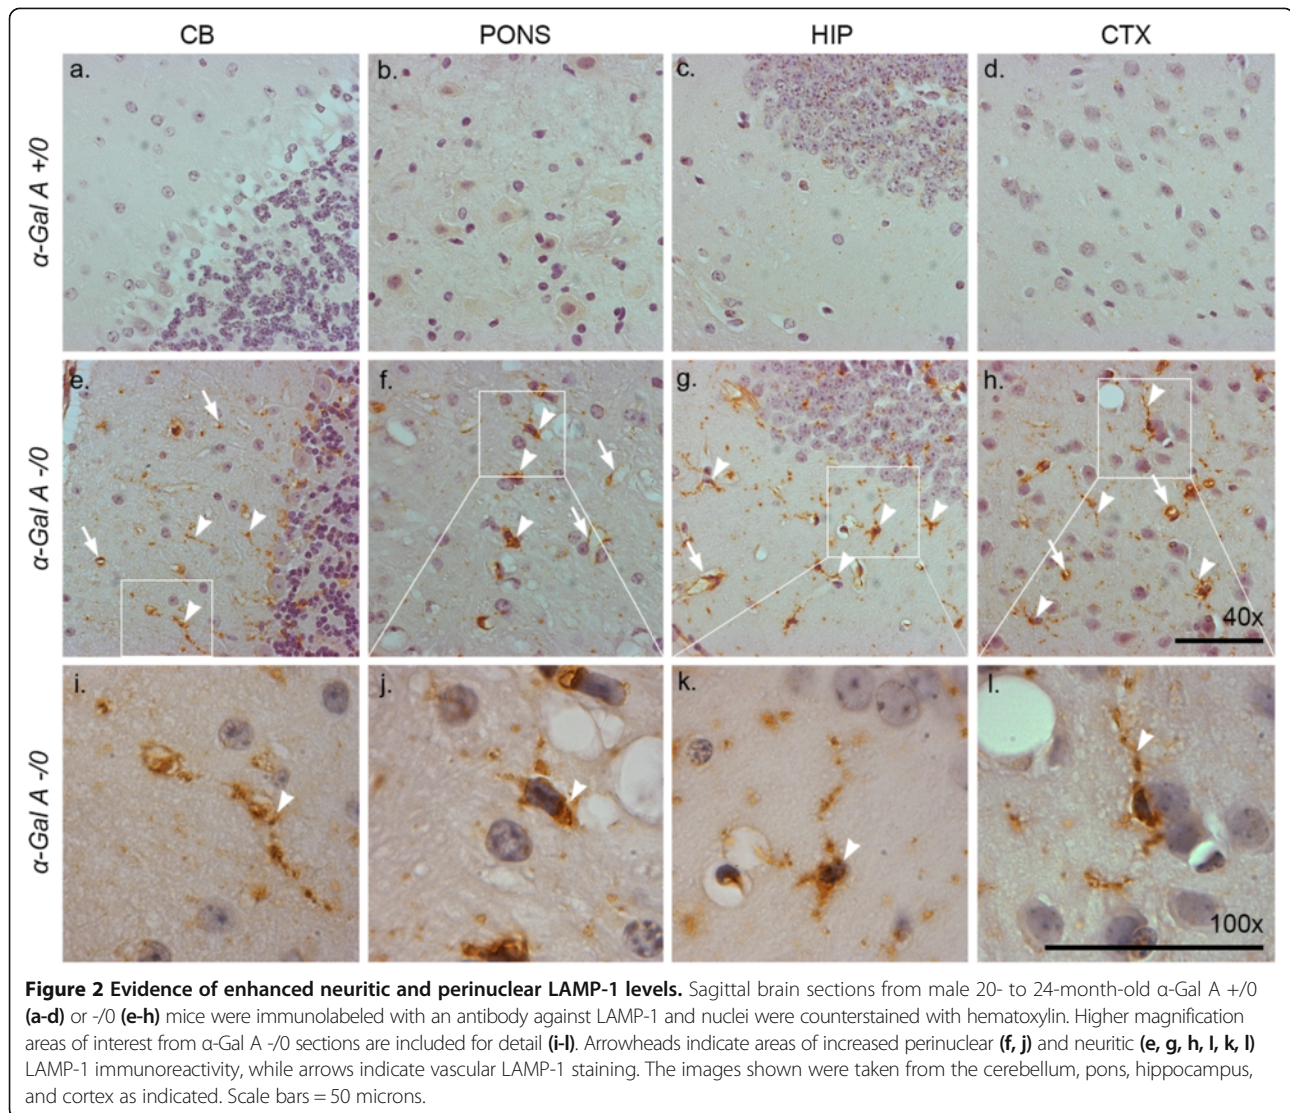 CB PONS HIP CTX
α-Gal A +/0
a. b. c. d.
α-Gal A -/0
e. f. g. h.
40x
α-Gal A -/0
i. j. k. l.
100x
Figure 2 Evidence of enhanced neuritic and perinuclear LAMP-1 levels. Sagittal brain sections from male 20- to 24-month-old α-Gal A +/0
(a-d) or -/0 (e-h) mice were immunolabeled with an antibody against LAMP-1 and nuclei were counterstained with hematoxylin. Higher magnification
areas of interest from α-Gal A -/0 sections are included for detail (i-l). Arrowheads indicate areas of increased perinuclear (f, j) and neuritic (e, g, h, I, k, l)
LAMP-1 immunoreactivity, while arrows indicate vascular LAMP-1 staining. The images shown were taken from the cerebellum, pons, hippocampus,
and cortex as indicated. Scale bars = 50 microns.